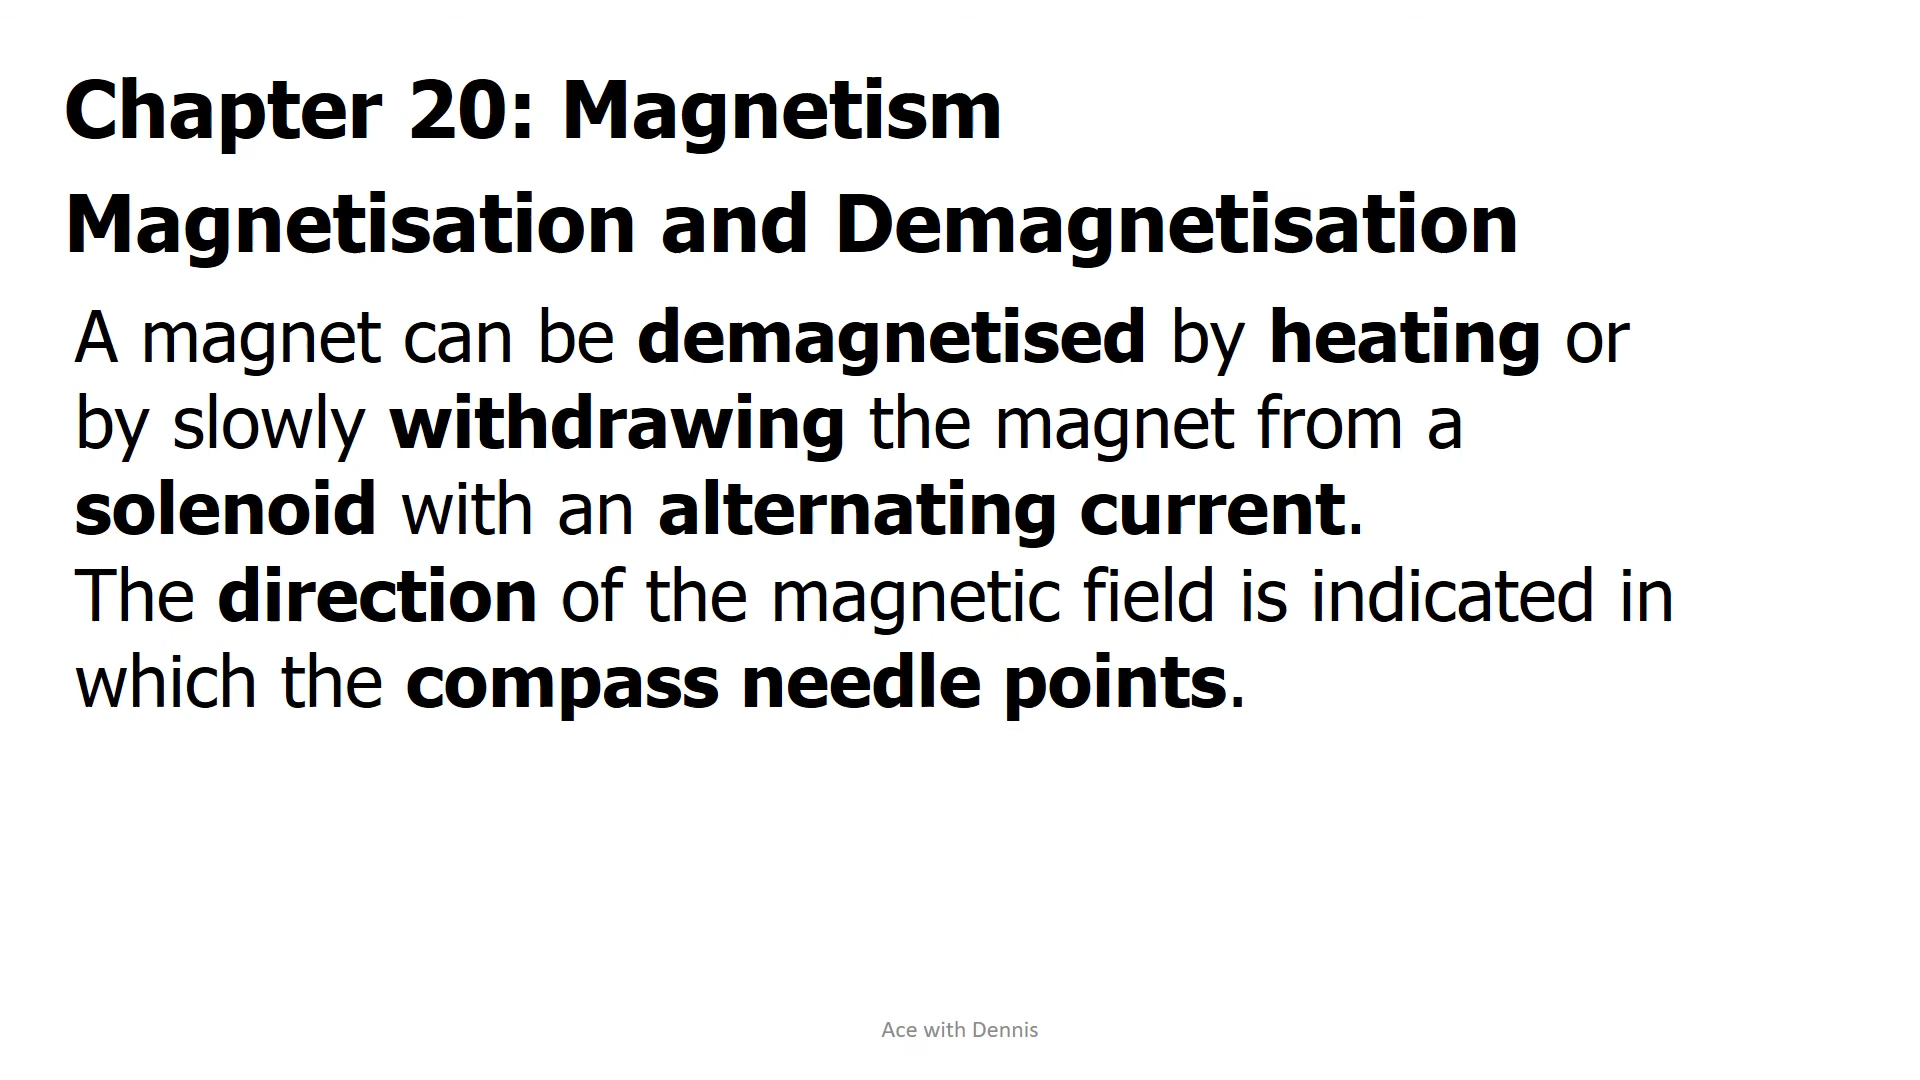 Chapter 20: Magnetism
Magnetisation and Demagnetisation
A magnet can be demagnetised by heating or
by slowly withdrawing the magnet from a
solenoid with an alternating current.
The direction of the magnetic field is indicated in
which the compass needle points.
Ace with Dennis